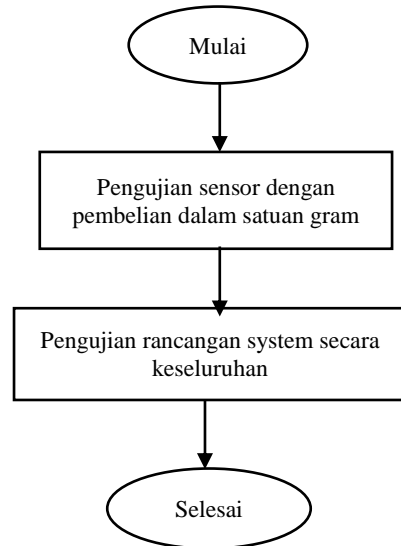 Mulai
Pengujian sensor dengan
pembelian dalam satuan gram
Pengujian rancangan system secara
keseluruhan
Selesai